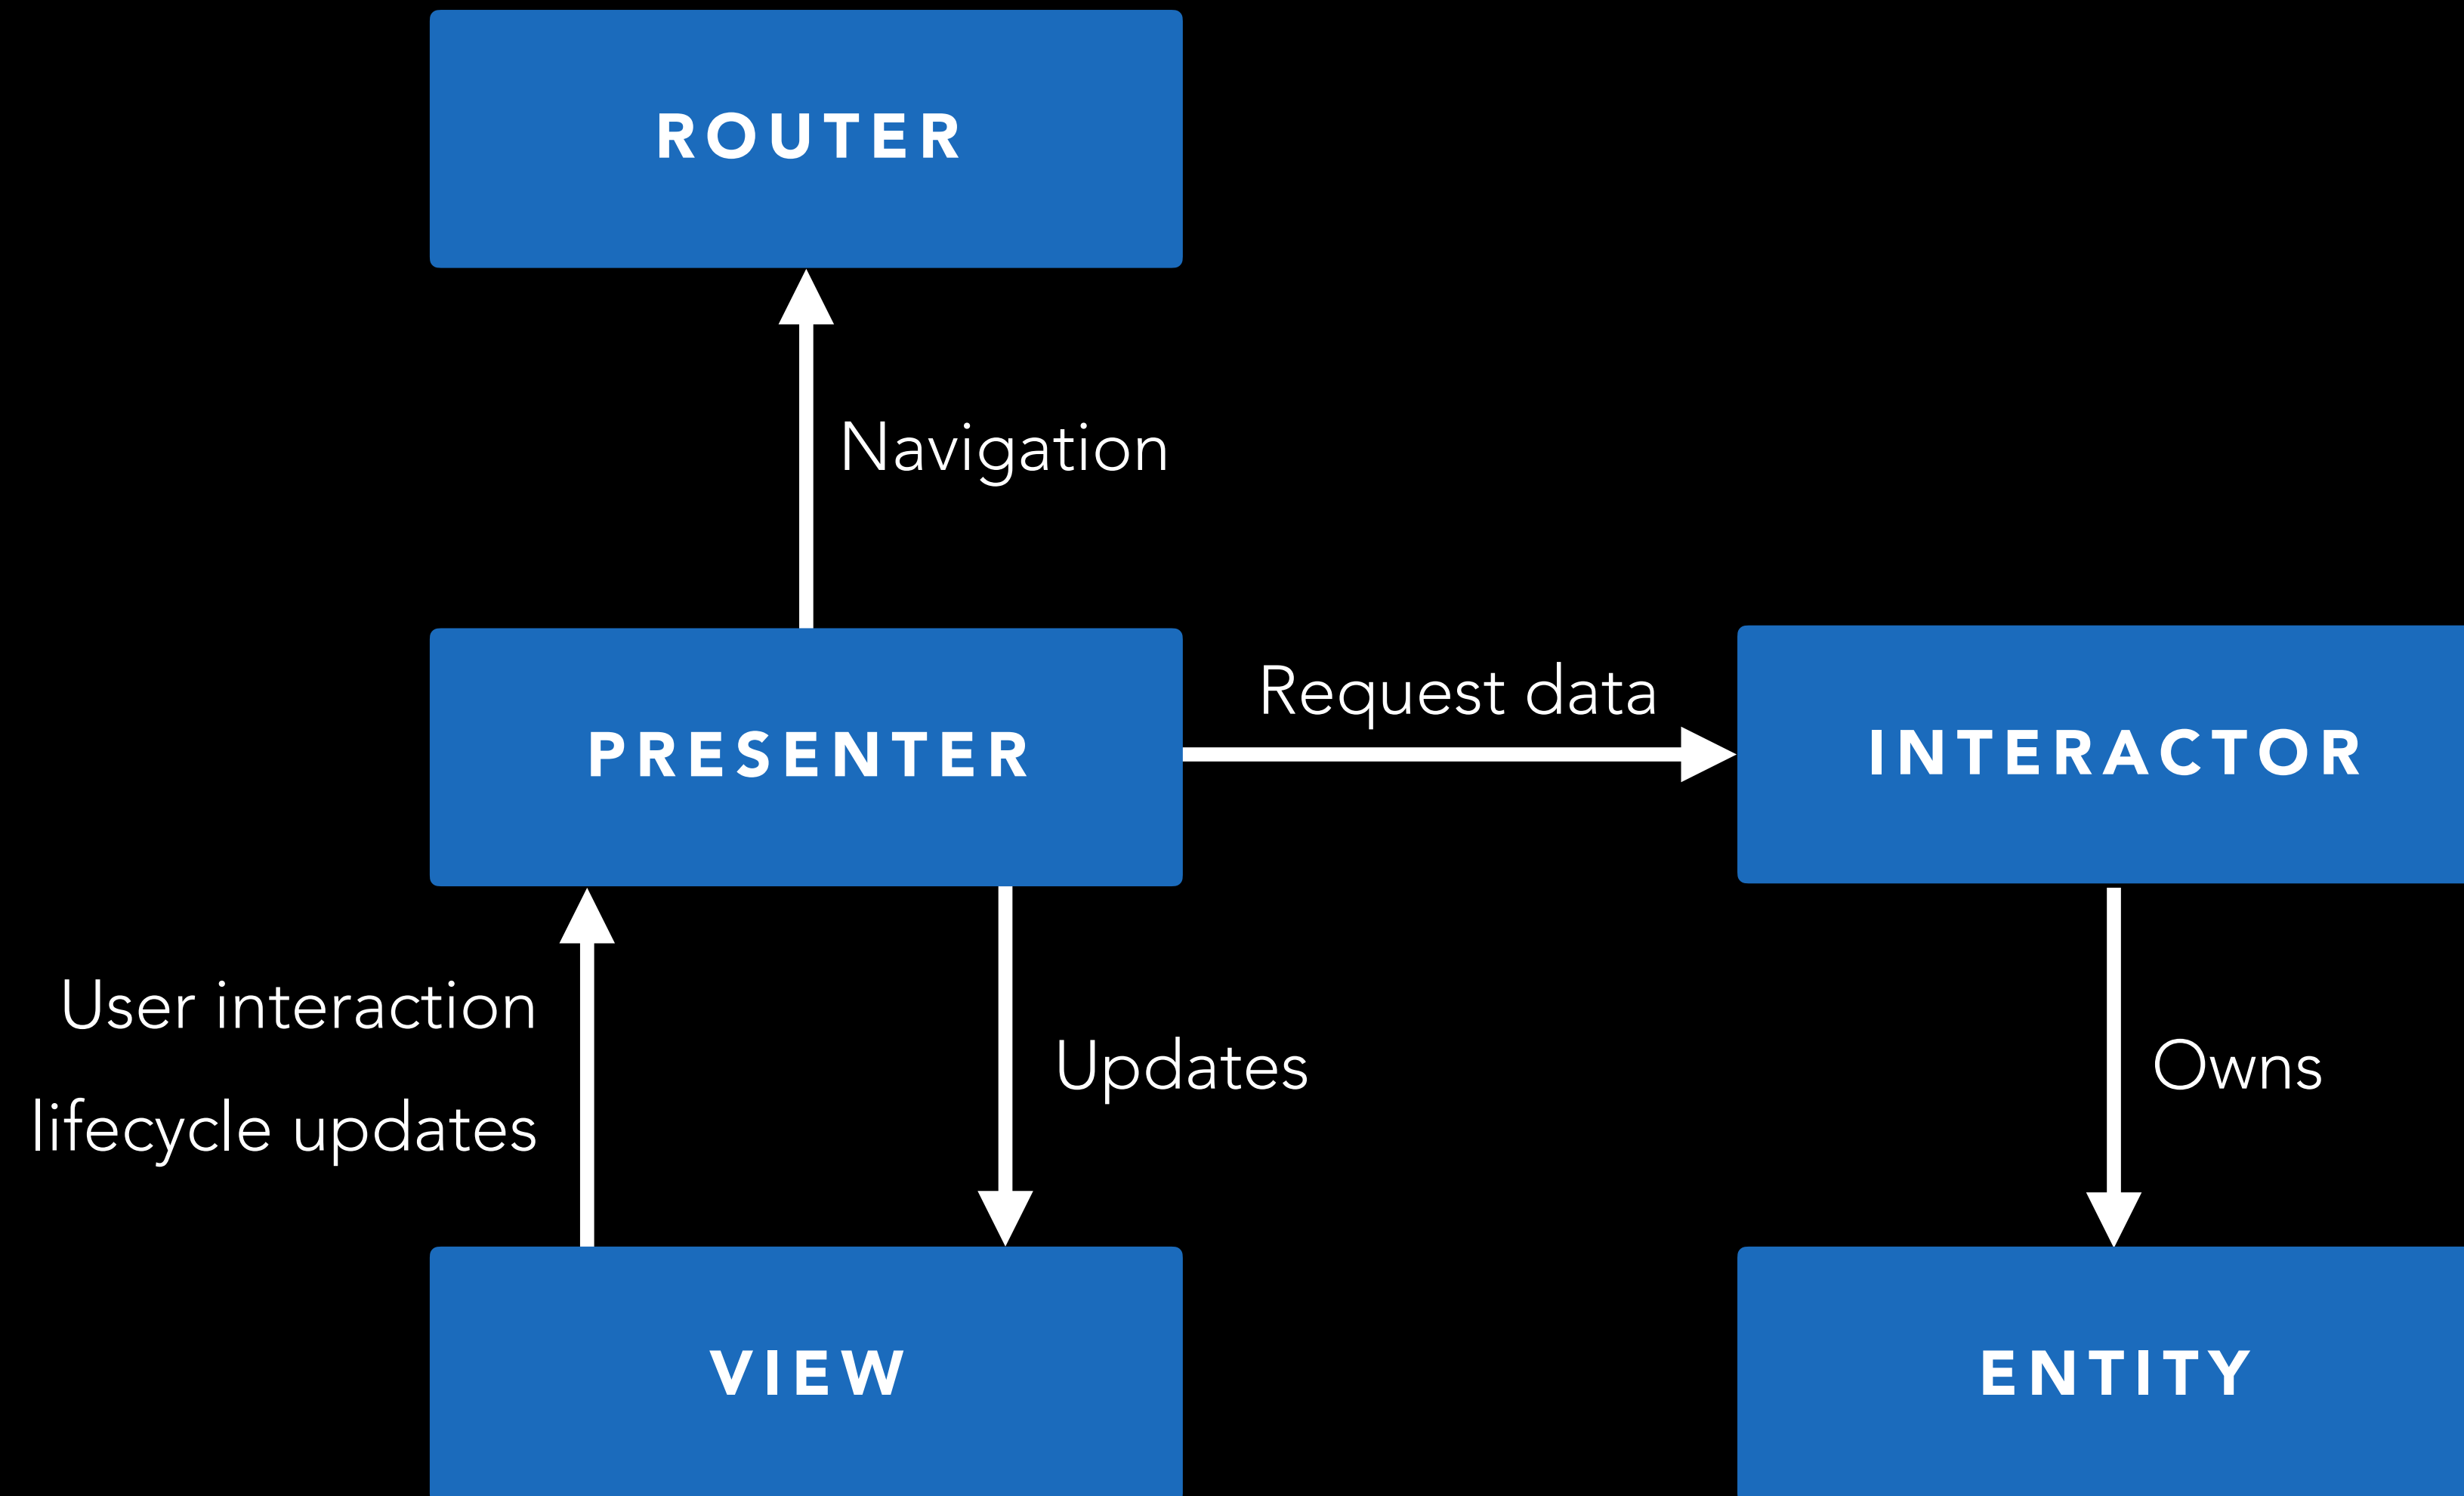 ROUTER
Navigation
Request data
PRESENTER
INTERACTOR
User interaction
lifecycle updates
Updates
Owns
VIEW
ENTITY